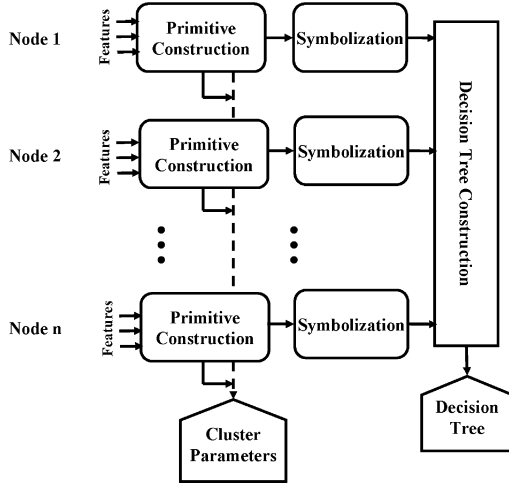 Node 1
Features
Primitive
Construction
Symbolization
Node 2
Features
Primitive
Construction
Symbolization
Decision Tree Construction
Node n
Features
Primitive
Construction
Symbolization
Cluster
Parameters
Decision
Tree